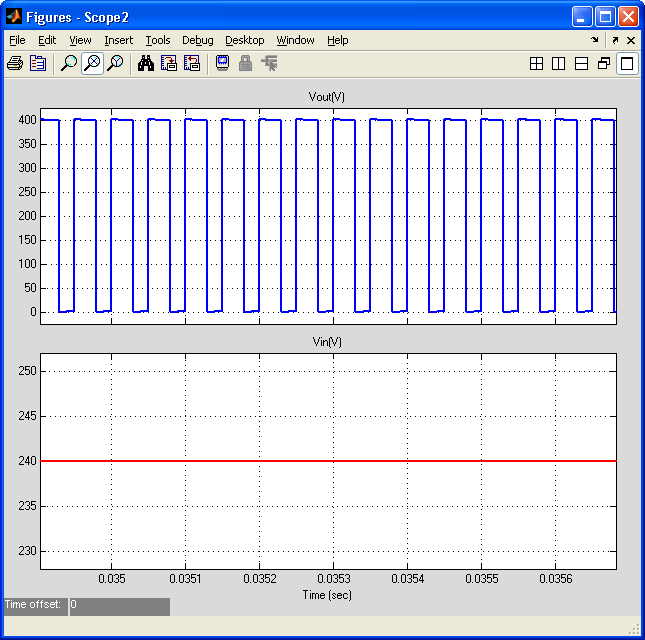 Figures - Scope2
File Edit View Insert Tools Debug Desktop Window Help
Vout(V)
400
350
300
250
200
150
100
50
0
Vin(V)
250
245
240
235
230
0.035 0.0351 0.0352 0.0353 0.0354 0.0355 0.0356
Time (sec)
Time offset: 0